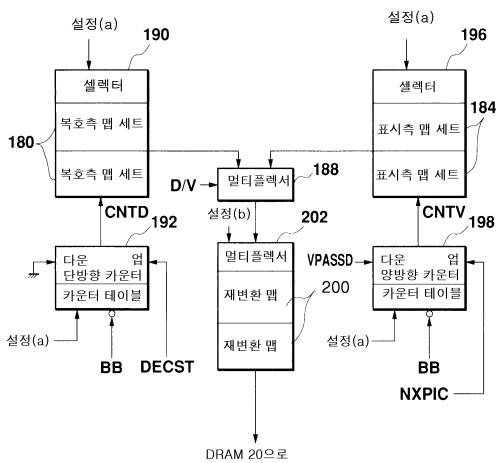 설정(a)
190
셀렉터
복호측 맵 세트
복호측 맵 세트
180
CNTD
192
다운 업
단방향 카운터
카운터 테이블
설정(a)
BB
DECST
D/V
멀티플렉서
188
설정(b)
202
멀티플렉서
재변환 맵
재변환 맵
200
DRAM 20으로
설정(a)
196
셀렉터
표시측 맵 세트
표시측 맵 세트
184
CNTV
198
VPASSD
다운 업
양방향 카운터
카운터 테이블
설정(a)
BB
NXPIC